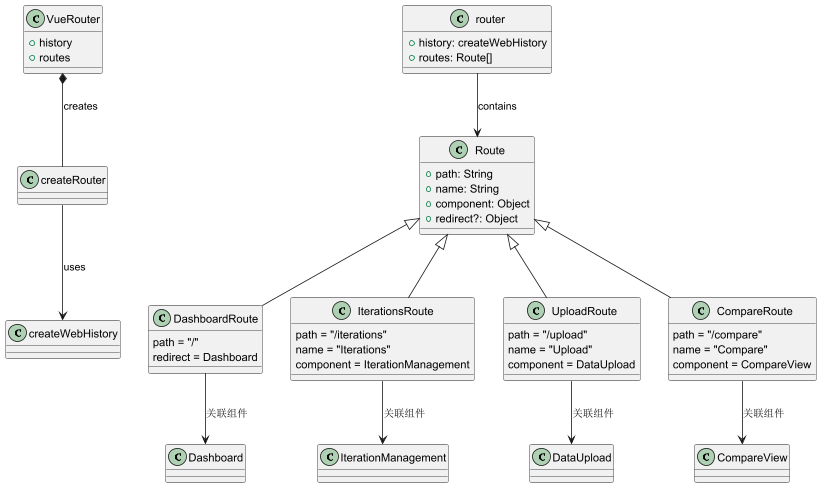 C VueRouter
history
routes
creates
C createRouter
uses
C createWebHistory
C router
history: createWebHistory
routes: Route[]
contains
C Route
path: String
name: String
component: Object
redirect?: Object
C DashboardRoute
path = "/"
redirect = Dashboard
C IterationsRoute
path = "/iterations"
name = "Iterations"
component = IterationManagement
C UploadRoute
path = "/upload"
name = "Upload"
component = DataUpload
C CompareRoute
path = "/compare"
name = "Compare"
component = CompareView
关联组件
关联组件
关联组件
关联组件
C Dashboard
C IterationManagement
C DataUpload
C CompareView